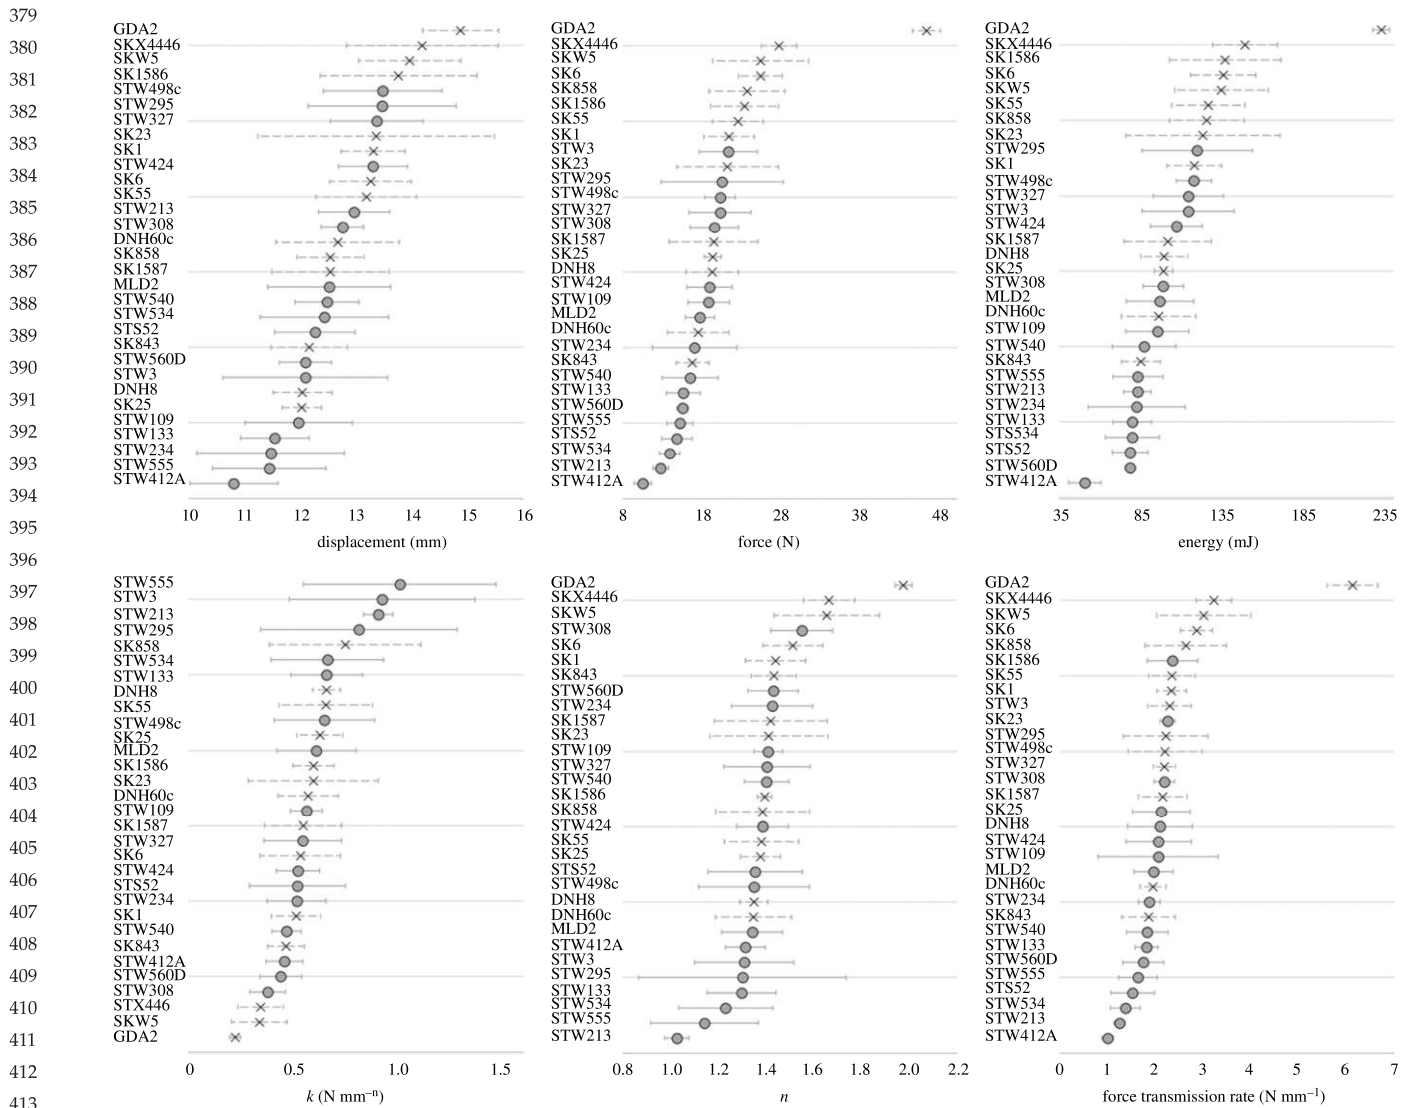 379
380
381
382
383
384
385
386
387
388
389
390
391
392
393
394
395
396
397
398
399
400
401
402
403
404
405
406
407
408
409
410
411
412
413
GDA2
SKX4446
SKW5
SK1586
STW498c
STW295
STW327
SK23
SK1
STW424
SK6
SK55
STW213
STW308
DNH60c
SK858
SK1587
MLD2
STW540
STW534
STS52
SK843
STW560D
STW3
DNH8
SK25
STW109
STW133
STW234
STW555
STW412A
10 11 12 13 14 15 16
displacement (mm)
GDA2
SKX4446
SKW5
SK6
SK858
SK1586
SK55
SK1
STW3
SK23
STW295
STW498c
STW327
STW308
SK1587
SK25
DNH8
STW424
STW109
MLD2
DNH60c
STW234
SK843
STW540
STW133
STW560D
STW555
STS52
STW534
STW213
STW412A
8 18 28 38 48
force (N)
GDA2
SKX4446
SK1586
SK6
SKW5
SK55
SK858
SK23
STW295
SK1
STW498c
STW327
STW3
STW424
SK1587
DNH8
SK25
STW308
MLD2
DNH60c
STW109
STW540
SK843
STW555
STW213
STW234
STW133
STS534
STS52
STW560D
STW412A
35 85 135 185 235
energy (mJ)
STW555
STW3
STW213
STW295
SK858
STW534
STW133
DNH8
SK55
STW498c
SK25
MLD2
SK1586
SK23
DNH60c
STW109
SK1587
STW327
SK6
STW424
STS52
STW234
SK1
STW540
SK843
STW412A
STW560D
STW308
STX446
SKW5
GDA2
0 0.5 1.0 1.5
k (N mm⁻ⁿ)
GDA2
SKX4446
SKW5
STW308
SK6
SK1
SK843
STW560D
STW234
SK1587
SK23
STW109
STW327
STW540
SK1586
SK858
STW424
SK55
SK25
STS52
STW498c
DNH8
DNH60c
MLD2
STW412A
STW3
STW295
STW133
STW534
STW555
STW213
0.8 1.0 1.2 1.4 1.6 1.8 2.0 2.2
n
GDA2
SKX4446
SKW5
SK6
SK858
SK1586
SK55
SK1
STW3
SK23
STW295
STW498c
STW327
STW308
SK1587
SK25
DNH8
STW424
STW109
MLD2
DNH60c
STW234
SK843
STW540
STW133
STW560D
STW555
STS52
STW534
STW213
STW412A
0 1 2 3 4 5 6 7
force transmission rate (N mm⁻¹)